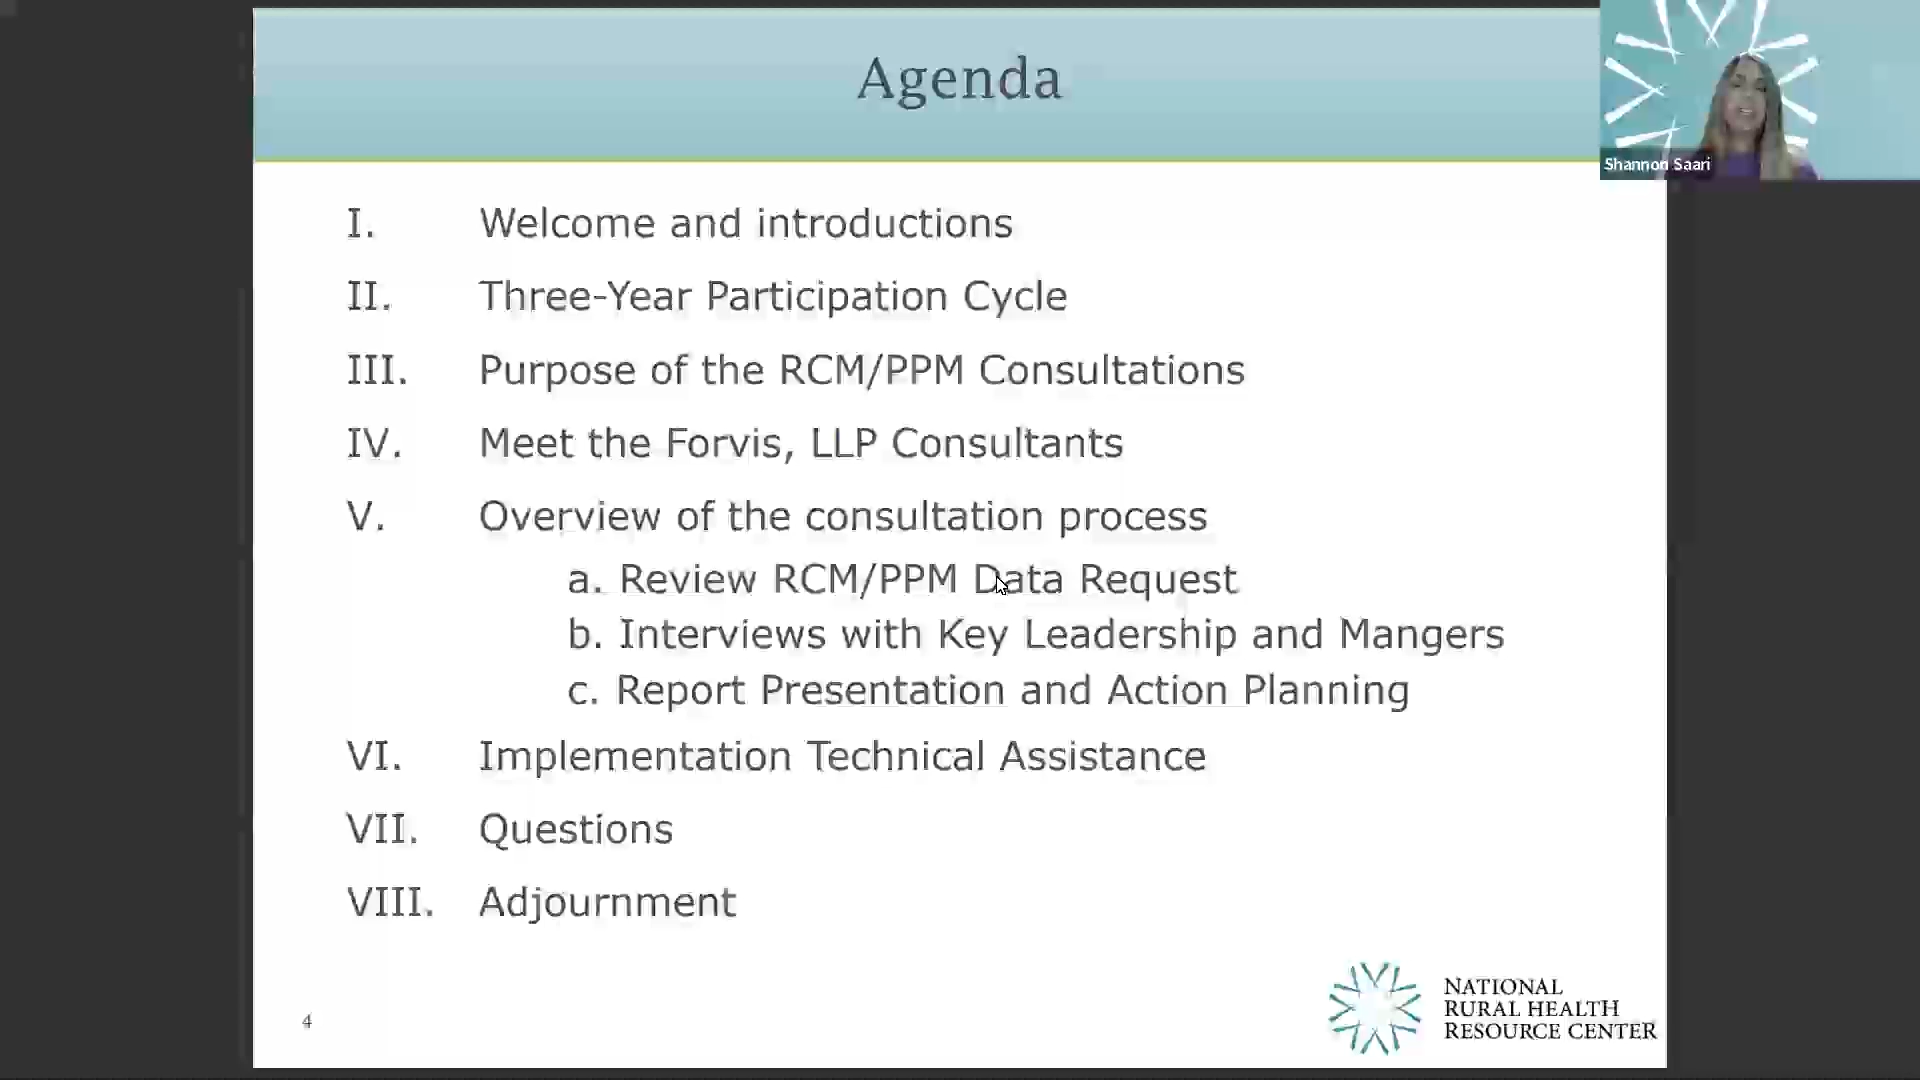 Agenda
Shannon Saari
I. Welcome and introductions
II. Three-Year Participation Cycle
III. Purpose of the RCM/PPM Consultations
IV. Meet the Forvis, LLP Consultants
V. Overview of the consultation process
a. Review RCM/PPM Data Request
b. Interviews with Key Leadership and Mangers
c. Report Presentation and Action Planning
VI. Implementation Technical Assistance
VII. Questions
VIII. Adjournment
NATIONAL
RURAL HEALTH
RESOURCE CENTER
4